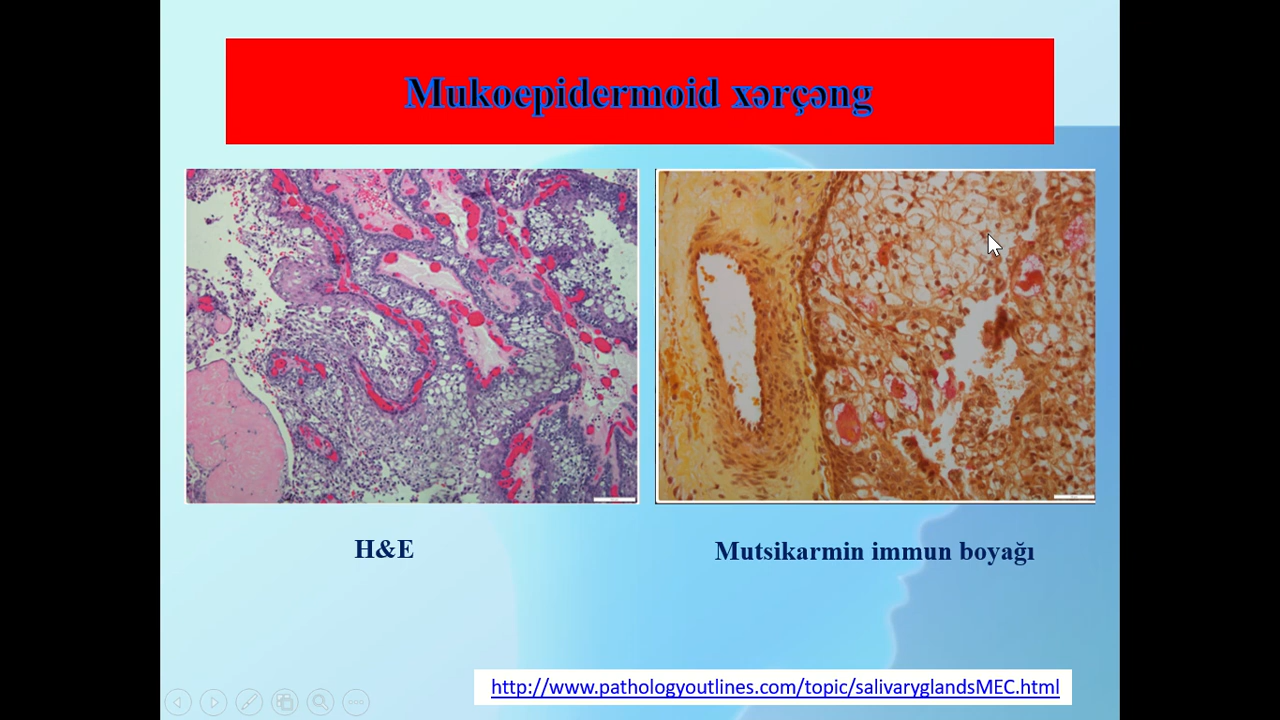 Mukoepidermoid xərçəng
H&E
Mutsikarmin immun boyağı
http://www.pathologyoutlines.com/topic/salivaryglandsMEC.html